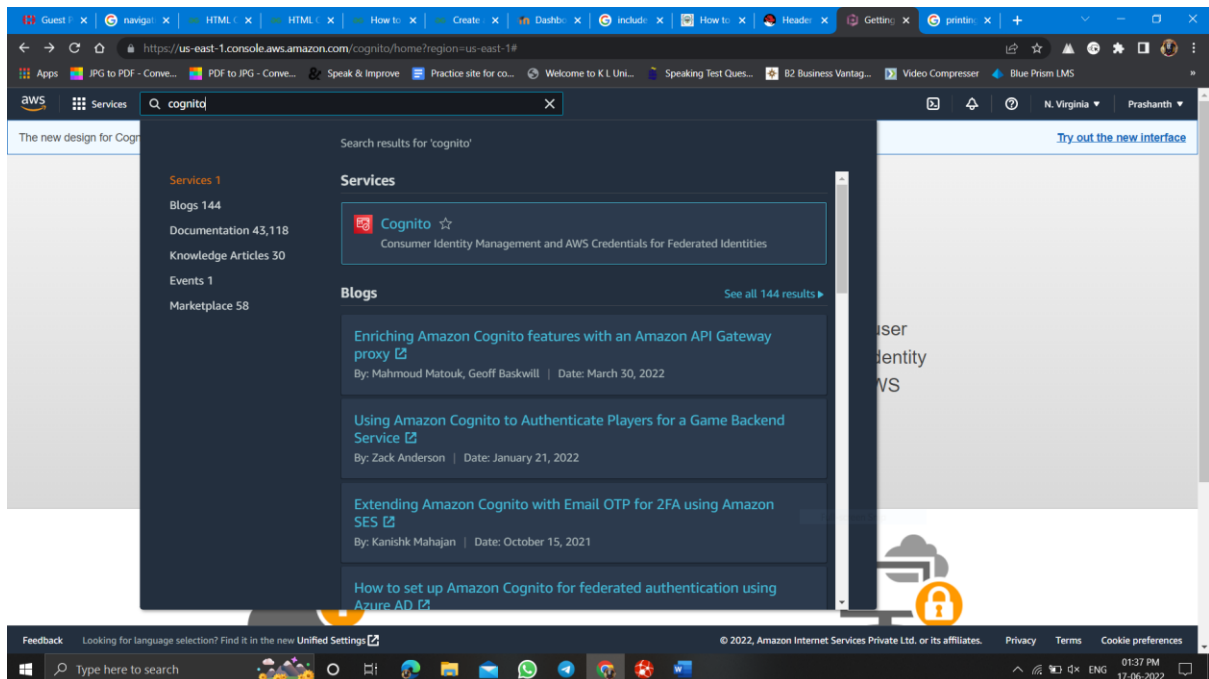 Guest F
navigat
HTML
HTML
How to
Create
Dashbo
include
How to
Header
Getting
printing
https://us-east-1.console.aws.amazon.com/cognito/home?region=us-east-1#
Apps JPG to PDF - Conve... PDF to JPG - Conve... Speak & Improve Practice site for co... Welcome to K L Uni... Speaking Test Ques... B2 Business Vantag... Video Compresser Blue Prism LMS »
aws Services cognito N. Virginia Prashanth
The new design for Cogn Try out the new interface
Search results for 'cognito'
Services 1
Blogs 144
Documentation 43,118
Knowledge Articles 30
Events 1
Marketplace 58
Services
Cognito
Consumer Identity Management and AWS Credentials for Federated Identities
Blogs See all 144 results
Enriching Amazon Cognito features with an Amazon API Gateway
proxy
By: Mahmoud Matouk, Geoff Baskwill | Date: March 30, 2022
Using Amazon Cognito to Authenticate Players for a Game Backend
Service
By: Zack Anderson | Date: January 21, 2022
Extending Amazon Cognito with Email OTP for 2FA using Amazon
SES
By: Kanishk Mahajan | Date: October 15, 2021
How to set up Amazon Cognito for federated authentication using
Azure AD
user
dentity
WS
Feedback Looking for language selection? Find it in the new Unified Settings © 2022, Amazon Internet Services Private Ltd. or its affiliates. Privacy Terms Cookie preferences
Type here to search ENG 01:37 PM
17-06-2022